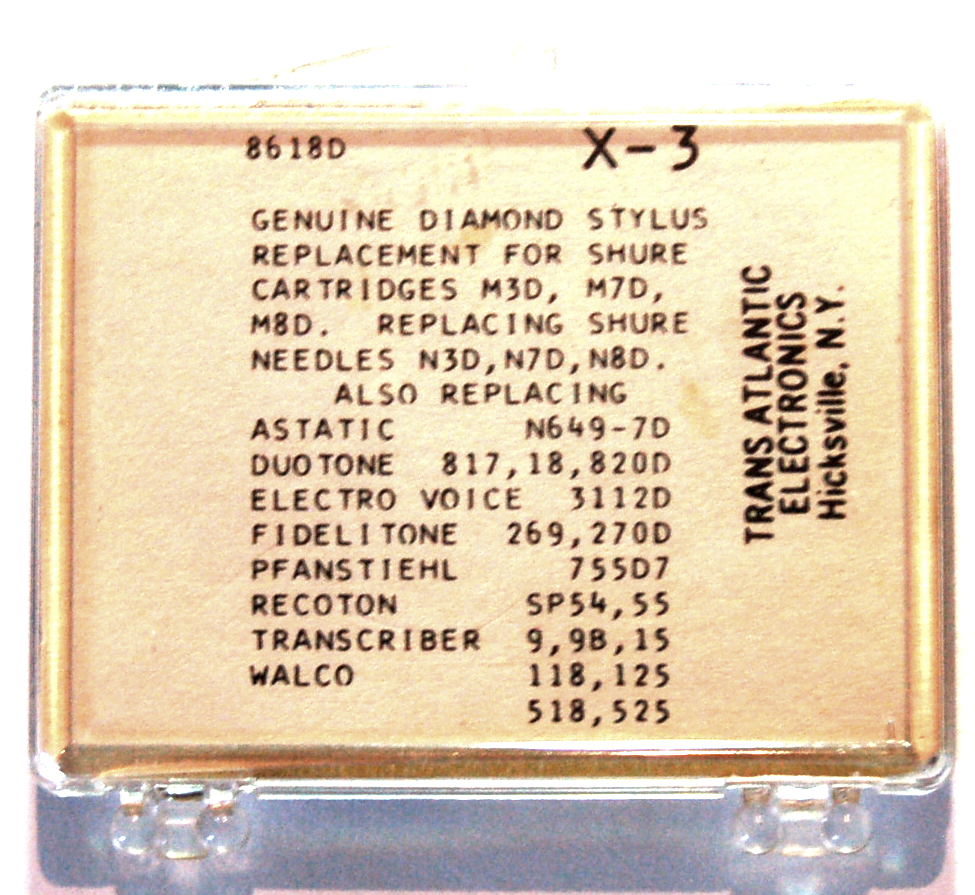 8618D
X-3
GENUINE DIAMOND STYLUS
REPLACEMENT FOR SHURE
CARTRIDGES M3D, M7D,
M8D. REPLACING SHURE
NEEDLES N3D,N7D,N8D.
ALSO REPLACING
ASTATIC N649-7D
DUOTONE 817,18,820D
ELECTRO VOICE 3112D
FIDELITONE 269,270D
PFANSTIEHL 755D7
RECOTON SP54,55
TRANSCRIBER 9,9B,15
WALCO 118,125
518,525
TRANS ATLANTIC
ELECTRONICS
Hicksville, N.Y.